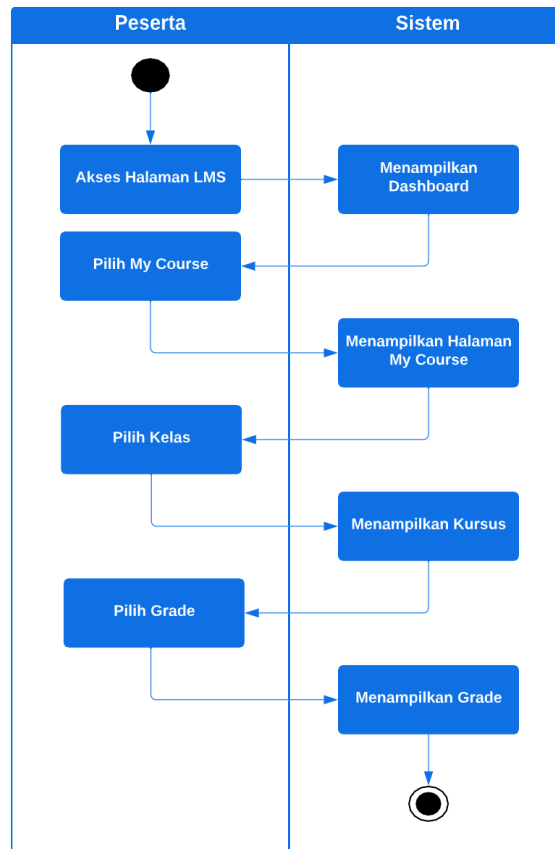 Peserta
Sistem
Akses Halaman LMS
Menampilkan
Dashboard
Pilih My Course
Menampilkan Halaman
My Course
Pilih Kelas
Menampilkan Kursus
Pilih Grade
Menampilkan Grade